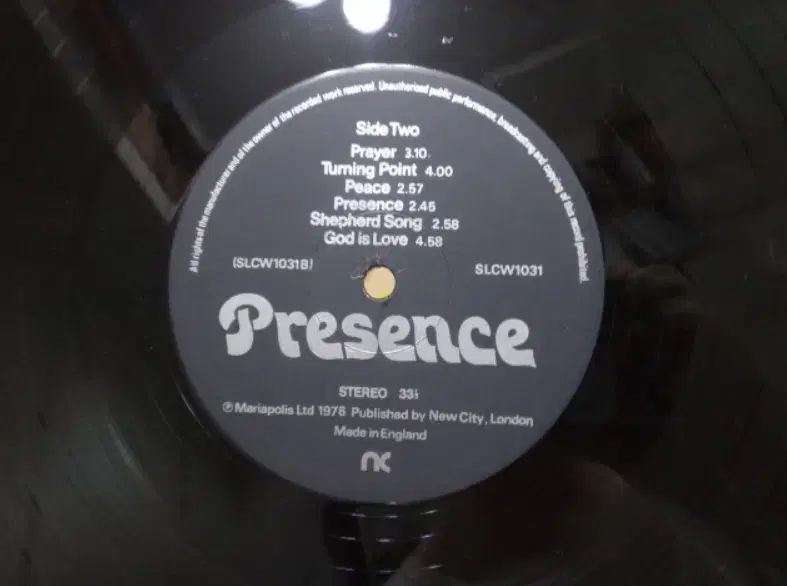 All rights of the manufacturer and of the owner of the recorded work reserved. Unauthorised public performance, broadcasting and copying of this record prohibited.
Side Two
Prayer 3.10.
Turning Point 4.00
Peace 2.57
Presence 2.45
Shepherd Song 2.58
God is Love 4.58
(SLCW1031B) SLCW1031
Presence
STEREO 33⅓
℗ Mariapolis Ltd 1978 Published by New City, London
Made in England
nc